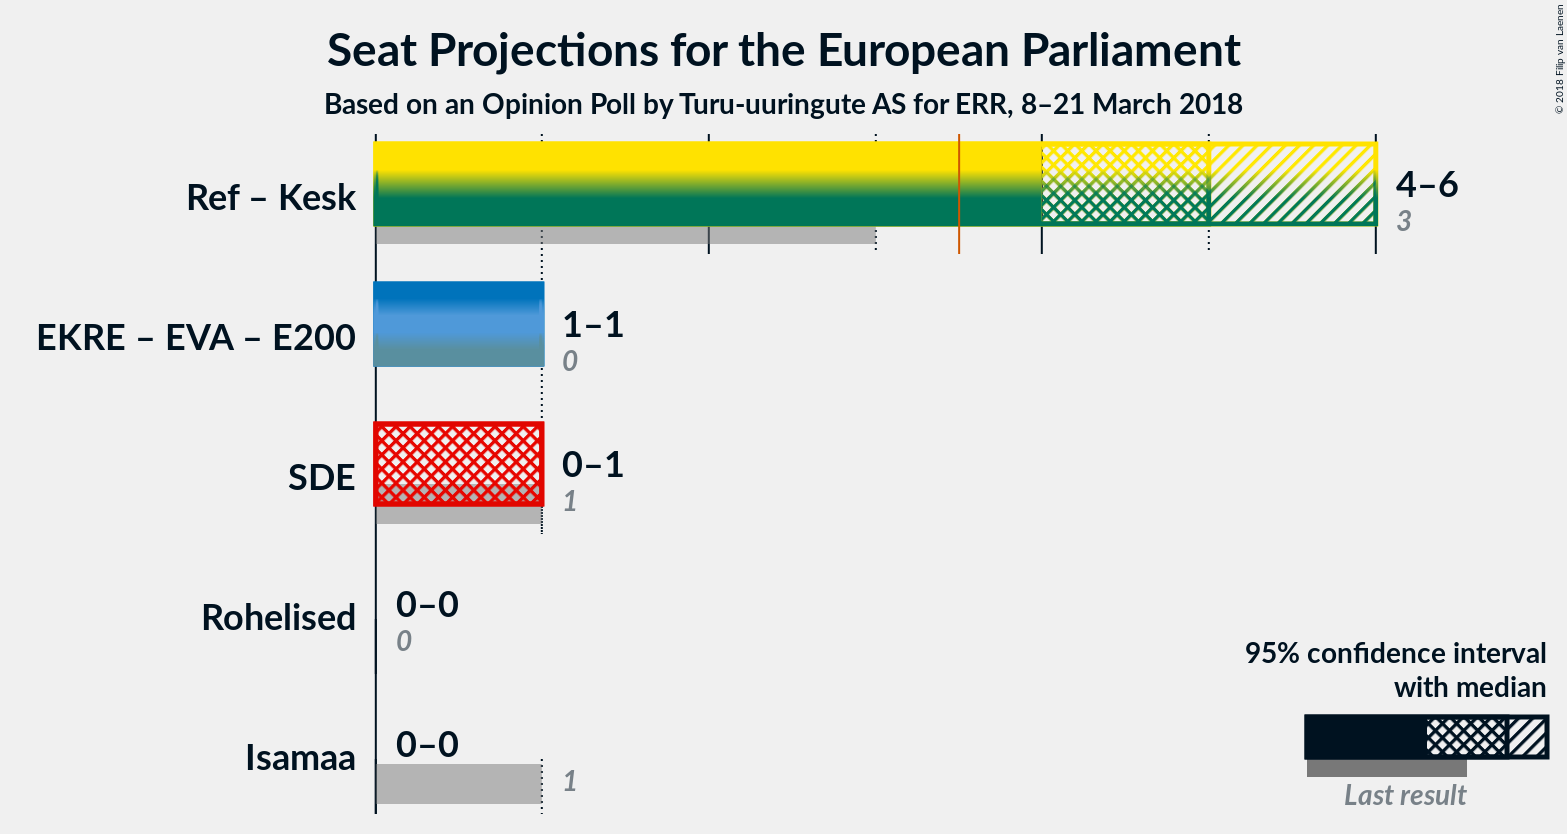 Seat Projections for the European Parliament
Based on an Opinion Poll by Turu-uuringute AS for ERR, 8–21 March 2018
© 2018 Filip van Laenen
Ref – Kesk
4–6
3
EKRE – EVA – E200
1–1
0
SDE
0–1
1
Rohelised
0–0
0
Isamaa
0–0
1
95% confidence interval
with median
Last result